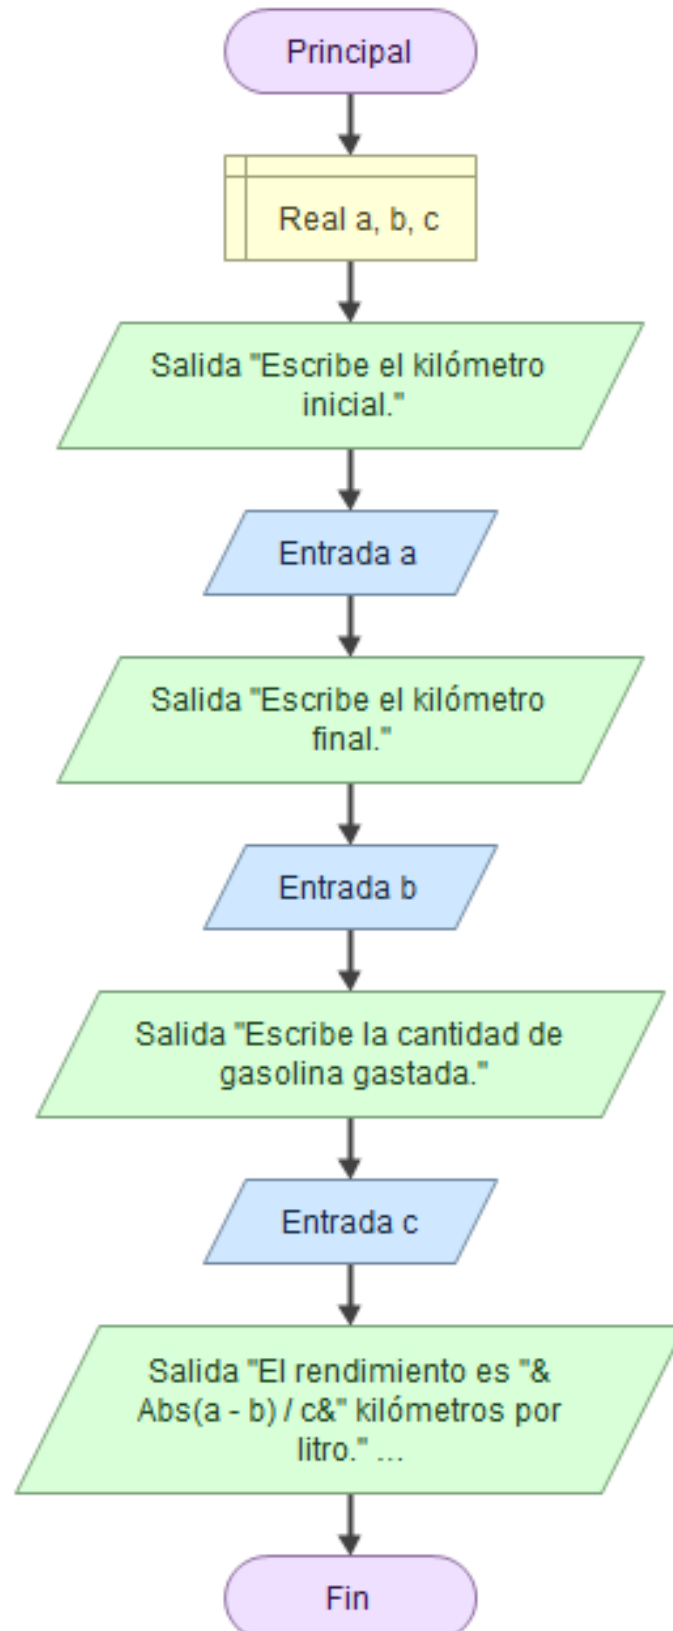 Principal
Real a, b, c
Salida "Escribe el kilómetro
inicial."
Entrada a
Salida "Escribe el kilómetro
final."
Entrada b
Salida "Escribe la cantidad de
gasolina gastada."
Entrada c
Salida "El rendimiento es "&
Abs(a - b) / c&" kilómetros por
litro." ...
Fin